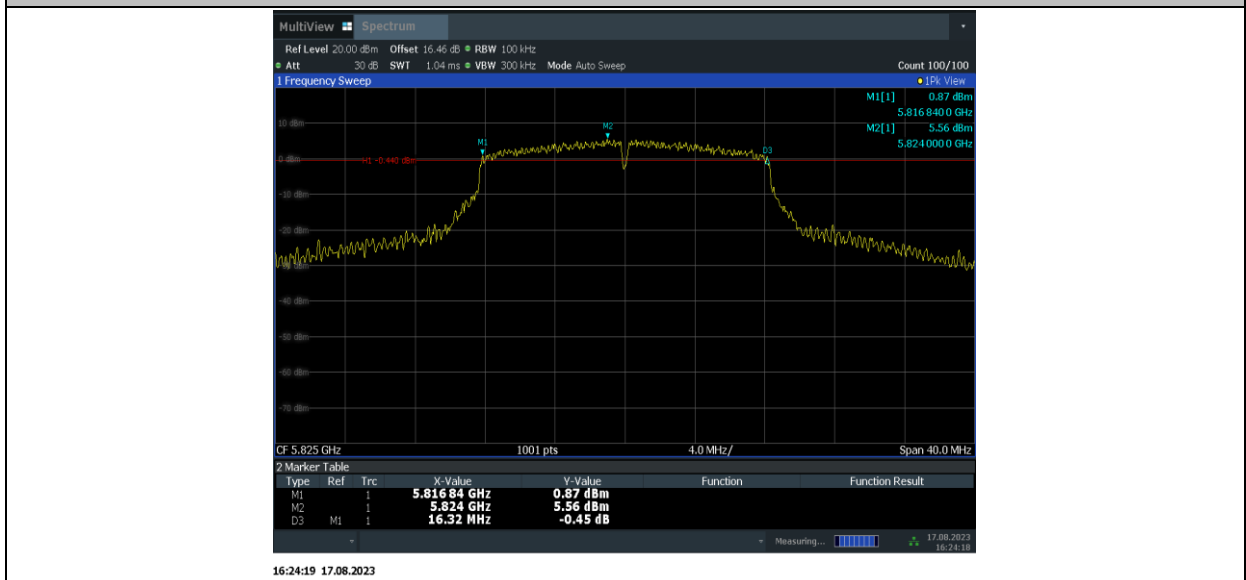 MultiView Spectrum
Ref Level 20.00 dBm Offset 16.46 dB RBW 100 kHz
Att 30 dB SWT 1.04 ms VBW 300 kHz Mode Auto Sweep Count 100/100
1 Frequency Sweep 1Pk View
M1[1] 0.87 dBm
5.816 840 0 GHz
10 dBm M2 M2[1] 5.56 dBm
M1 D3 5.824 000 0 GHz
0 dBm H1 -0.440 dBm
-10 dBm
-20 dBm
-40 dBm
-50 dBm
-60 dBm
-70 dBm
CF 5.825 GHz 1001 pts 4.0 MHz/ Span 40.0 MHz
2 Marker Table
Type Ref Trc X-Value Y-Value Function Function Result
M1 1 5.816 84 GHz 0.87 dBm
M2 1 5.824 GHz 5.56 dBm
D3 M1 1 16.32 MHz -0.45 dB
Measuring... 17.08.2023
16:24:18
16:24:19 17.08.2023